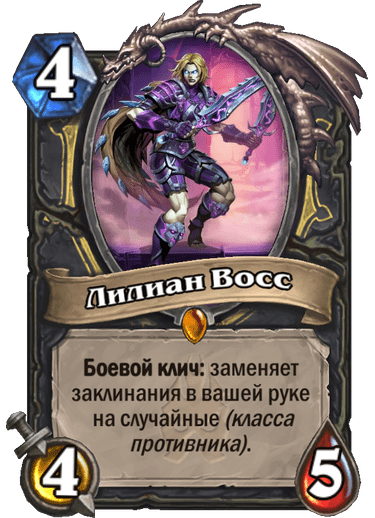 4
Лилиан Восс
Боевой клич: заменяет
заклинания в вашей руке
на случайные (класса
противника).
4
5